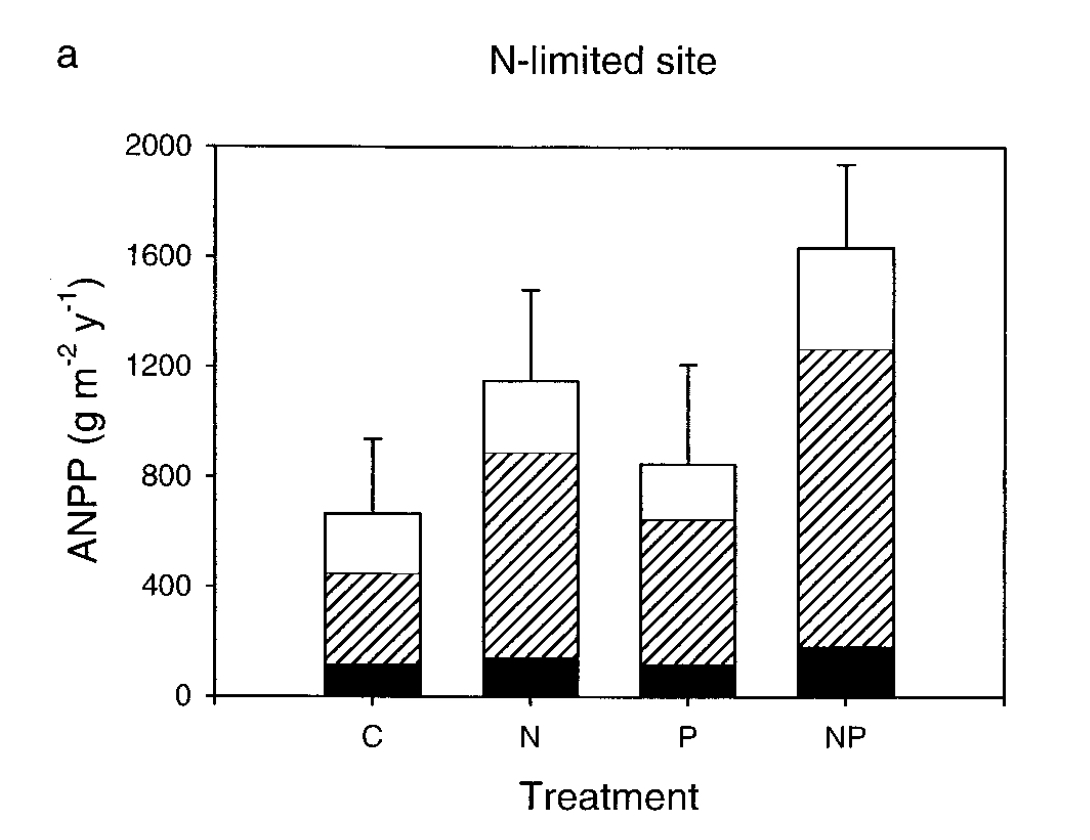 a
N-limited site
2000
1600
1200
800
400
0
ANPP (g m⁻² y⁻¹)
C N P NP
Treatment